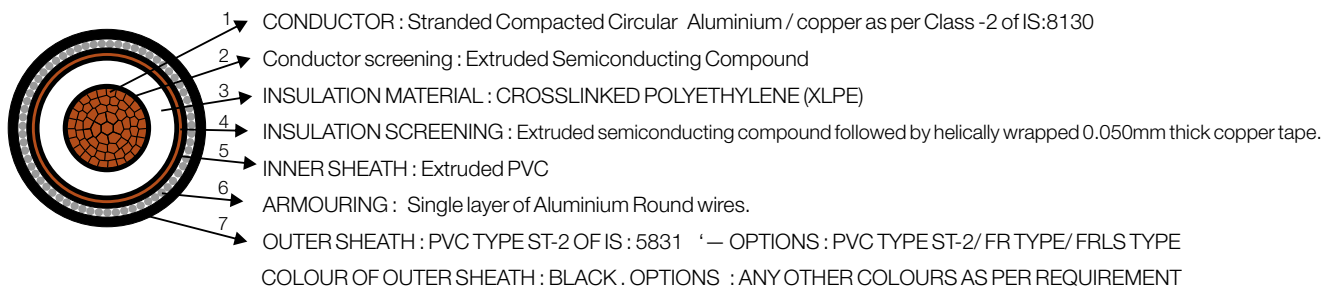 1 CONDUCTOR : Stranded Compacted Circular Aluminium / copper as per Class -2 of IS:8130
2 Conductor screening : Extruded Semiconducting Compound
3 INSULATION MATERIAL : CROSSLINKED POLYETHYLENE (XLPE)
4 INSULATION SCREENING : Extruded semiconducting compound followed by helically wrapped 0.050mm thick copper tape.
5 INNER SHEATH : Extruded PVC
6 ARMOURING : Single layer of Aluminium Round wires.
7 OUTER SHEATH : PVC TYPE ST-2 OF IS : 5831 ‘— OPTIONS : PVC TYPE ST-2/ FR TYPE/ FRLS TYPE
COLOUR OF OUTER SHEATH : BLACK . OPTIONS : ANY OTHER COLOURS AS PER REQUIREMENT